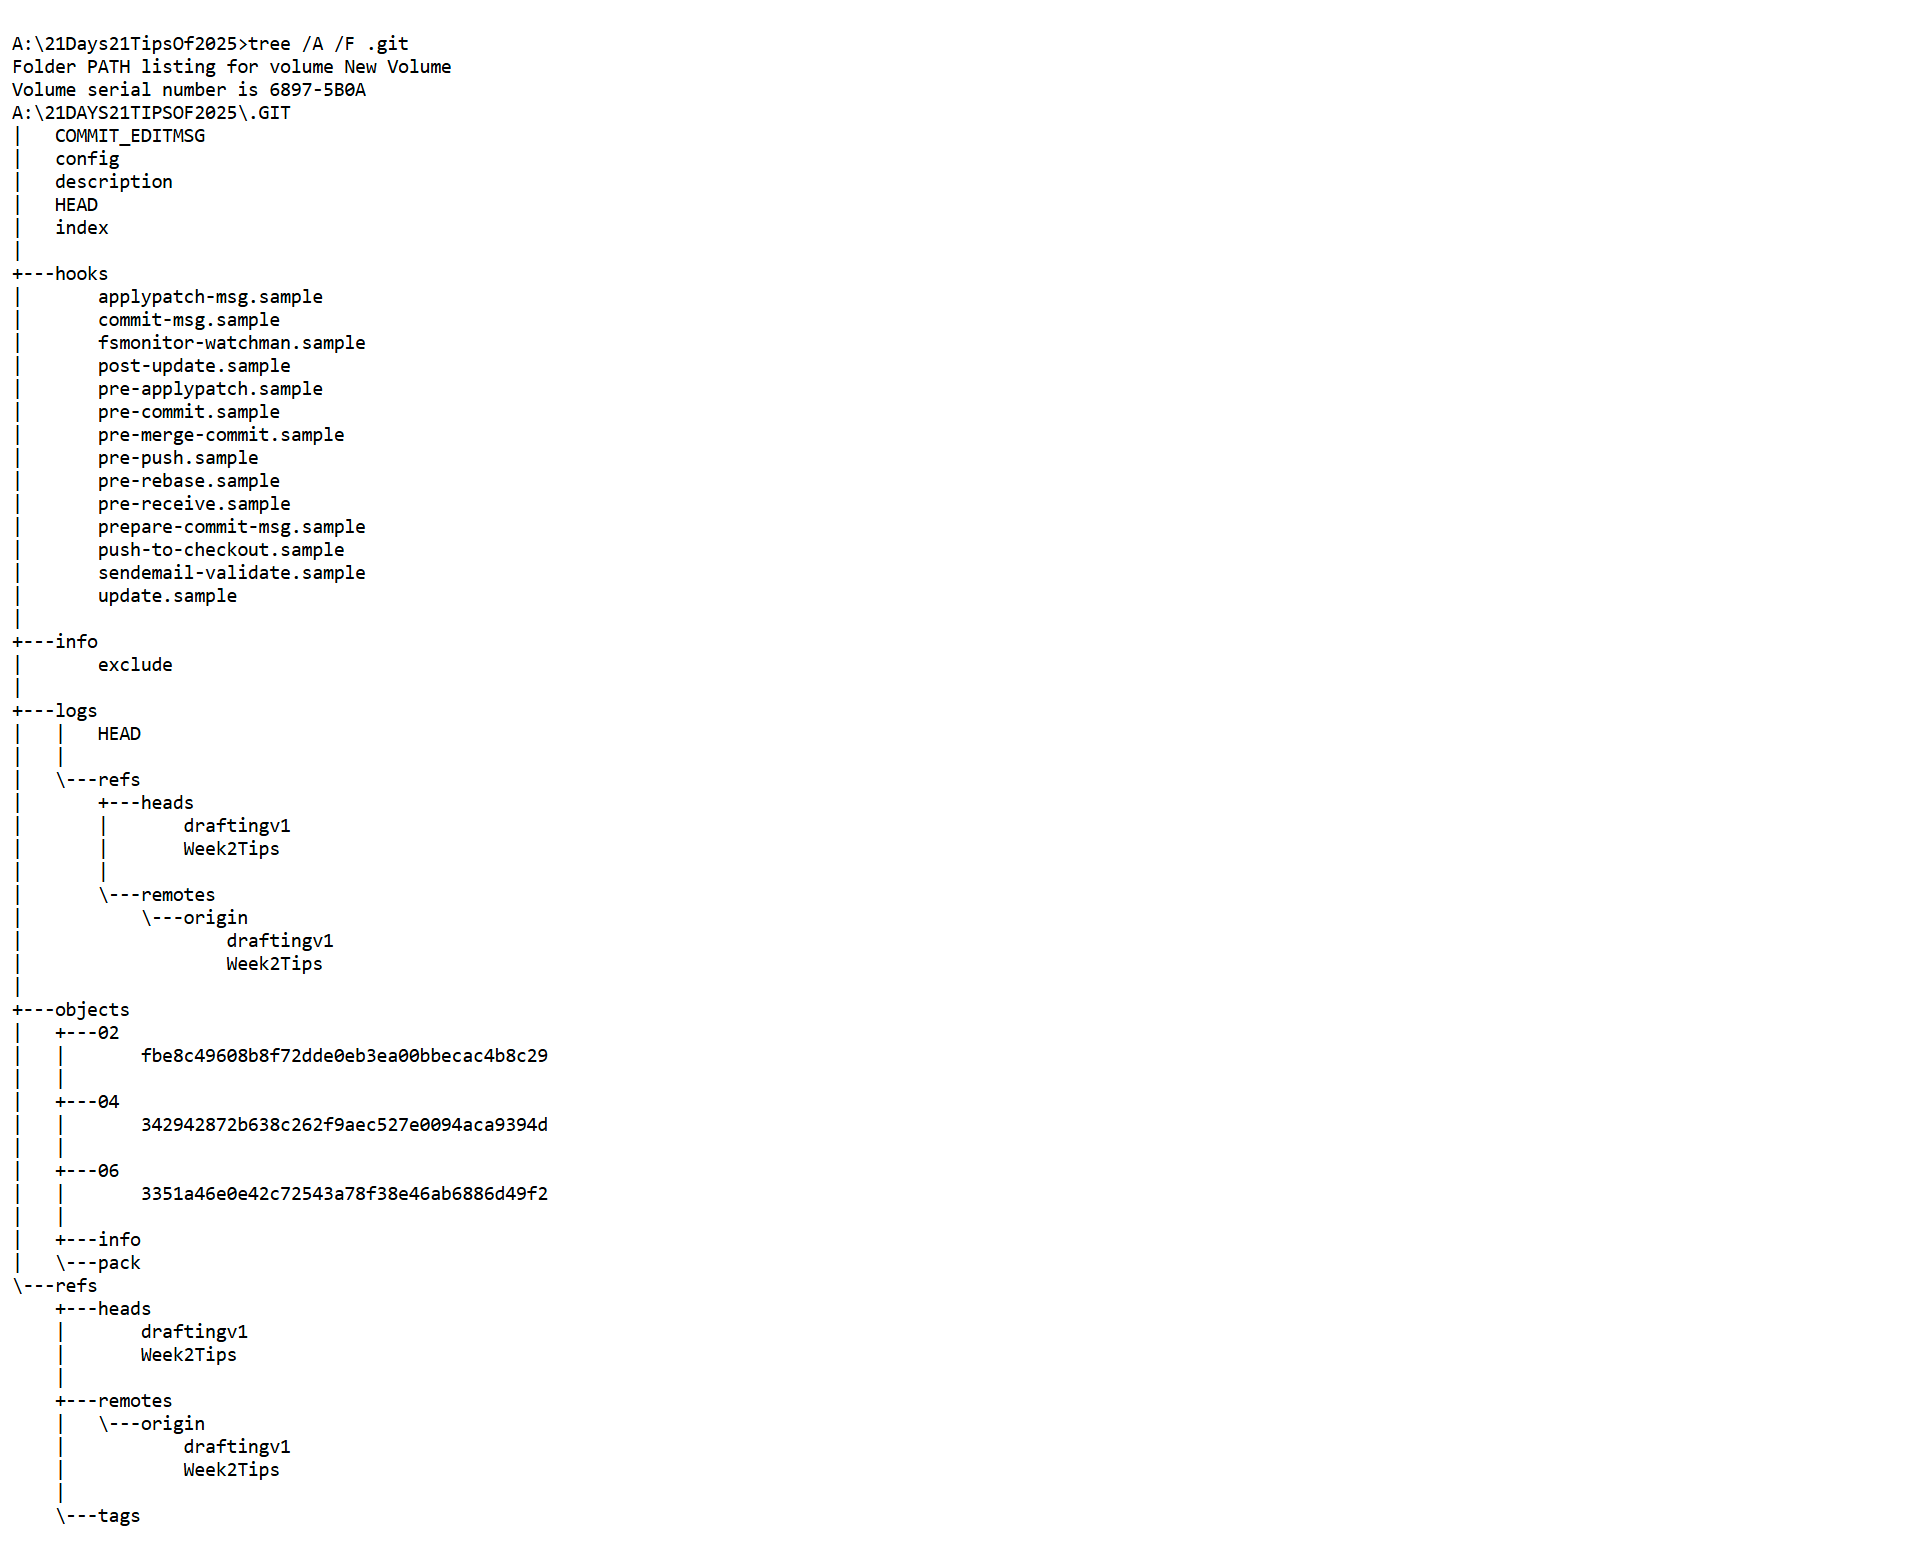 A:\21Days21TipsOf2025>tree /A /F .git
Folder PATH listing for volume New Volume
Volume serial number is 6897-5B0A
A:\21DAYS21TIPSOF2025\.GIT
|   COMMIT_EDITMSG
|   config
|   description
|   HEAD
|   index
|
+---hooks
|       applypatch-msg.sample
|       commit-msg.sample
|       fsmonitor-watchman.sample
|       post-update.sample
|       pre-applypatch.sample
|       pre-commit.sample
|       pre-merge-commit.sample
|       pre-push.sample
|       pre-rebase.sample
|       pre-receive.sample
|       prepare-commit-msg.sample
|       push-to-checkout.sample
|       sendemail-validate.sample
|       update.sample
|
+---info
|       exclude
|
+---logs
|   |   HEAD
|   |
|   \---refs
|       +---heads
|       |       draftingv1
|       |       Week2Tips
|       |
|       \---remotes
|           \---origin
|                   draftingv1
|                   Week2Tips
|
+---objects
|   +---02
|   |       fbe8c49608b8f72dde0eb3ea00bbecac4b8c29
|   |
|   +---04
|   |       342942872b638c262f9aec527e0094aca9394d
|   |
|   +---06
|   |       3351a46e0e42c72543a78f38e46ab6886d49f2
|   |
|   +---info
|   \---pack
\---refs
    +---heads
    |       draftingv1
    |       Week2Tips
    |
    +---remotes
    |   \---origin
    |           draftingv1
    |           Week2Tips
    |
    \---tags